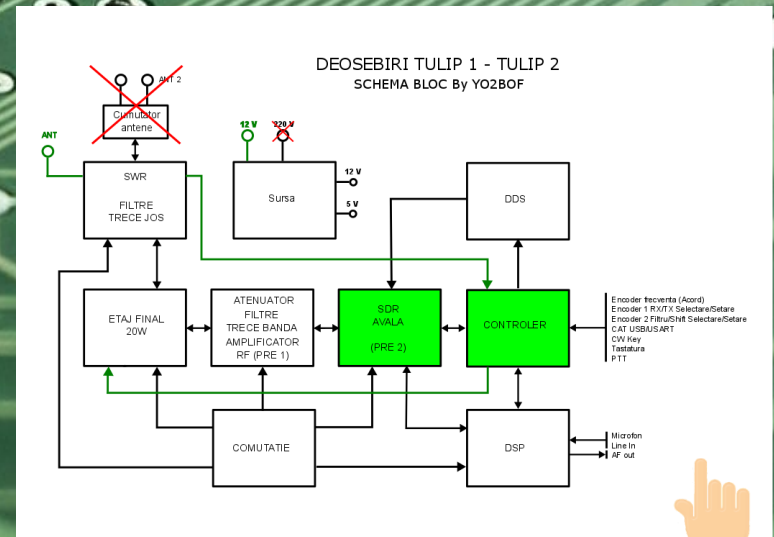 DEOSEBIRI TULIP 1 - TULIP 2
SCHEMA BLOC By YO2BOF
ANT 2
Cumutator
antene
ANT
12 V
220 V
SWR
FILTRE
TRECE JOS
Sursa
12 V
5 V
DDS
ETAJ FINAL
20W
ATENUATOR
FILTRE
TRECE BANDA
AMPLIFICATOR
RF (PRE 1)
SDR
AVALA
(PRE 2)
CONTROLER
Encoder frecventa (Acord)
Encoder 1 RX/TX Selectare/Setare
Encoder 2 Filtru/Shift Selectare/Setare
CAT USB/USART
CW Key
Tastatura
PTT
COMUTATIE
DSP
Microfon
Line In
AF out